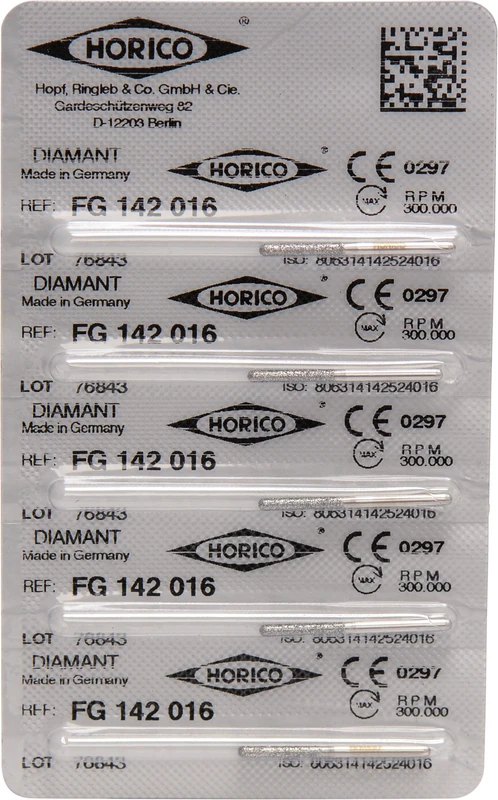 HORICO ®
Hopf, Ringleb & Co. GmbH & Cie.
Gardeschützenweg 82
D-12203 Berlin
DIAMANT HORICO ® CE 0297
Made in Germany
REF: FG 142 016 MAX RPM 300.000
LOT 76843 ISO: 806314142524016
DIAMANT HORICO ® CE 0297
Made in Germany
REF: FG 142 016 MAX RPM 300.000
LOT 76843 ISO: 806314142524016
DIAMANT HORICO ® CE 0297
Made in Germany
REF: FG 142 016 MAX RPM 300.000
LOT 76843 ISO: 806314142524016
DIAMANT HORICO ® CE 0297
Made in Germany
REF: FG 142 016 MAX RPM 300.000
LOT 76843 ISO: 806314142524016
DIAMANT HORICO ® CE 0297
Made in Germany
REF: FG 142 016 MAX RPM 300.000
LOT 76843 ISO: 806314142524016